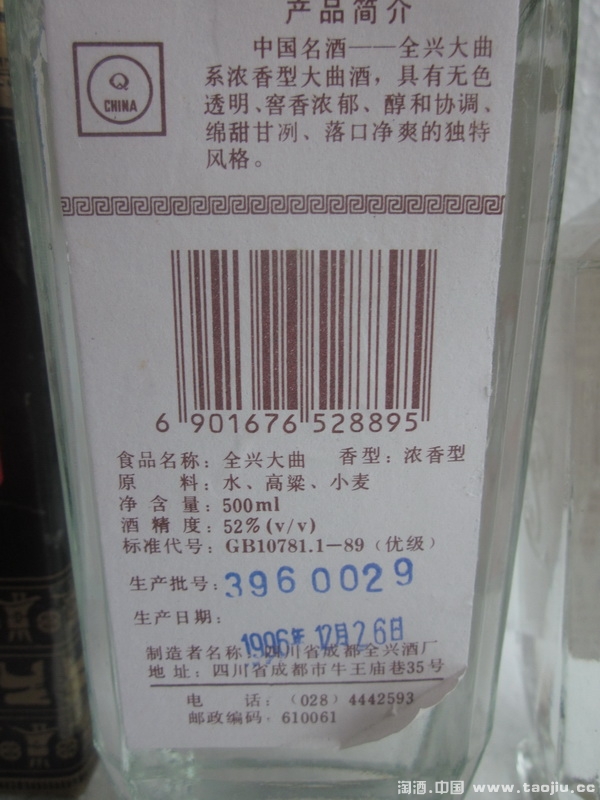 产品简介
Q
CHINA
中国名酒——全兴大曲
系浓香型大曲酒，具有无色
透明、窖香浓郁、醇和协调、
绵甜甘冽、落口净爽的独特
风格。
6 901676 528895
食品名称：全兴大曲 香型：浓香型
原 料：水、高粱、小麦
净 含 量：500ml
酒 精 度：52%(v/v)
标准代号：GB10781.1-89（优级）
生产批号：3960029
生产日期：
1996年 12月26日
制造者名称：四川省成都全兴酒厂
地 址：四川省成都市牛王庙巷35号
电 话：（028）4442593
邮政编码：610061
淘酒.中国 www.taojiu.cc